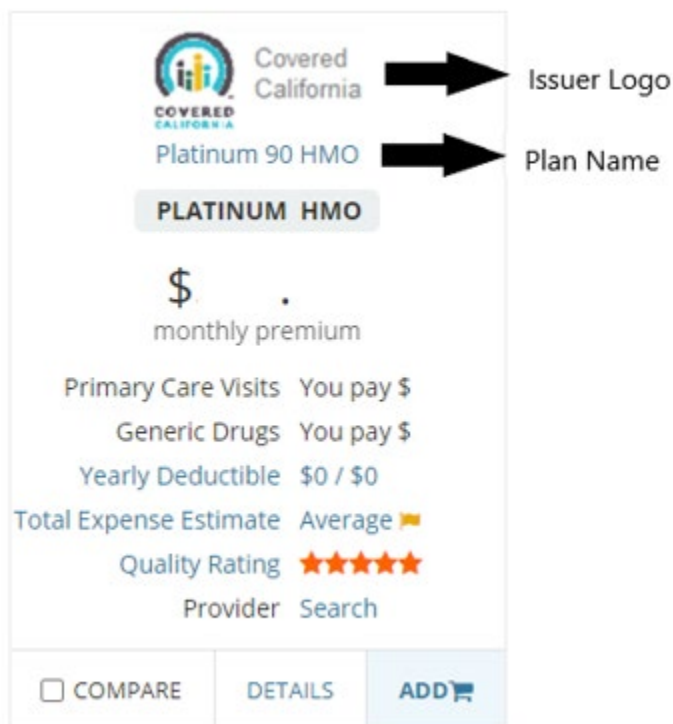 Covered
California
COVERED
CALIFORNIA
Issuer Logo
Platinum 90 HMO
Plan Name
PLATINUM HMO
$ .
monthly premium
Primary Care Visits You pay $
Generic Drugs You pay $
Yearly Deductible $0 / $0
Total Expense Estimate Average
Quality Rating
Provider Search
COMPARE DETAILS ADD